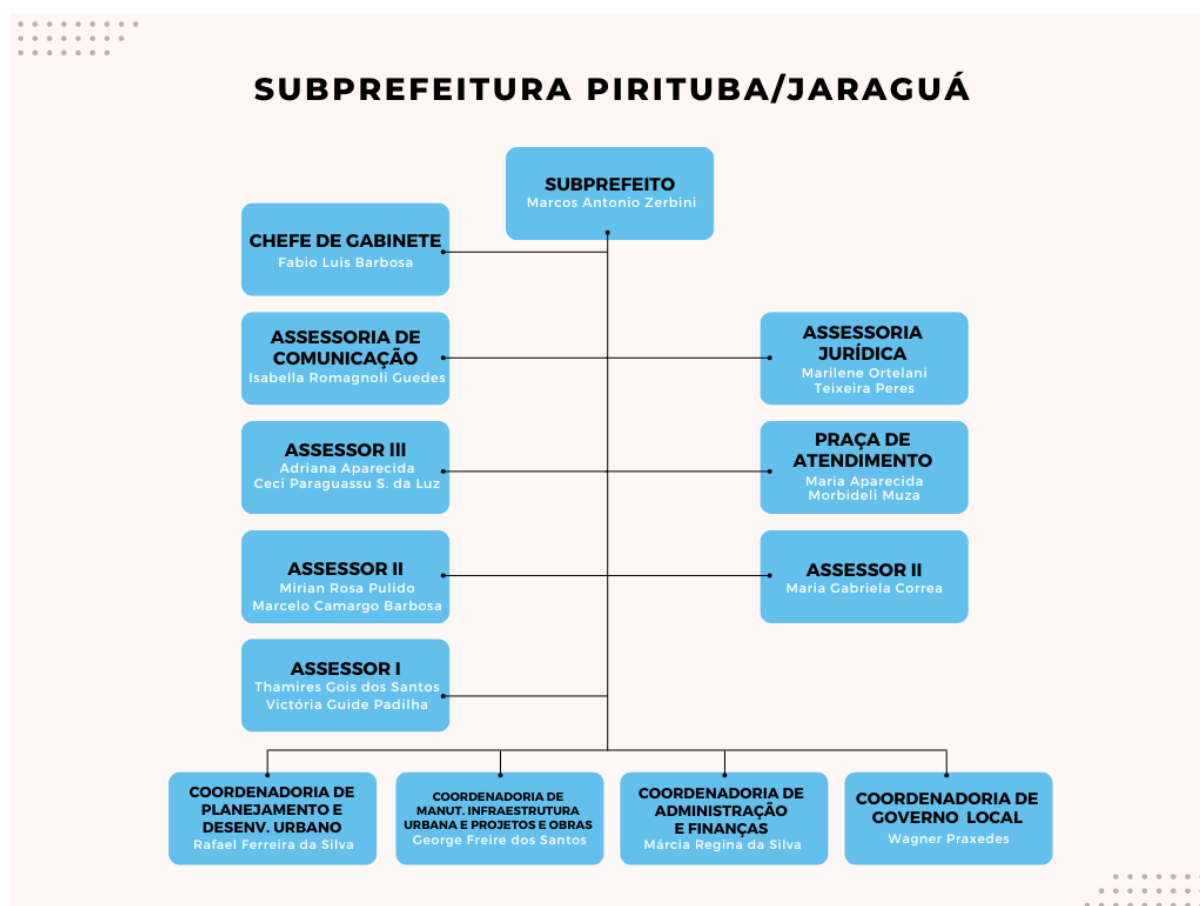 SUBPREFEITURA PIRITUBA/JARAGUÁ
SUBPREFEITO
Marcos Antonio Zerbini
CHEFE DE GABINETE
Fabio Luis Barbosa
ASSESSORIA DE
COMUNICAÇÃO
Isabella Romagnoli Guedes
ASSESSORIA
JURÍDICA
Marilene Ortelani
Teixeira Peres
ASSESSOR lll
Adriana Aparecida
Ceci Paraguassu S. da Luz
PRAÇA DE
ATENDIMENTO
Maria Aparecida
Morbideli Muza
ASSESSOR II
Mirian Rosa Pulido
Marcelo Camargo Barbosa
ASSESSOR II
Maria Gabriela Correa
ASSESSOR I
Thamires Gois dos Santos
Victória Guide Padilha
COORDENADORIA DE
PLANEJAMENTO E
DESENV. URBANO
Rafael Ferreira da Silva
COORDENADORIA DE
MANUT. INFRAESTRUTURA
URBANA E PROJETOS E OBRAS
George Freire dos Santos
COORDENADORIA DE
ADMINISTRAÇÃO
E FINANÇAS
Márcia Regina da Silva
COORDENADORIA DE
GOVERNO LOCAL
Wagner Praxedes